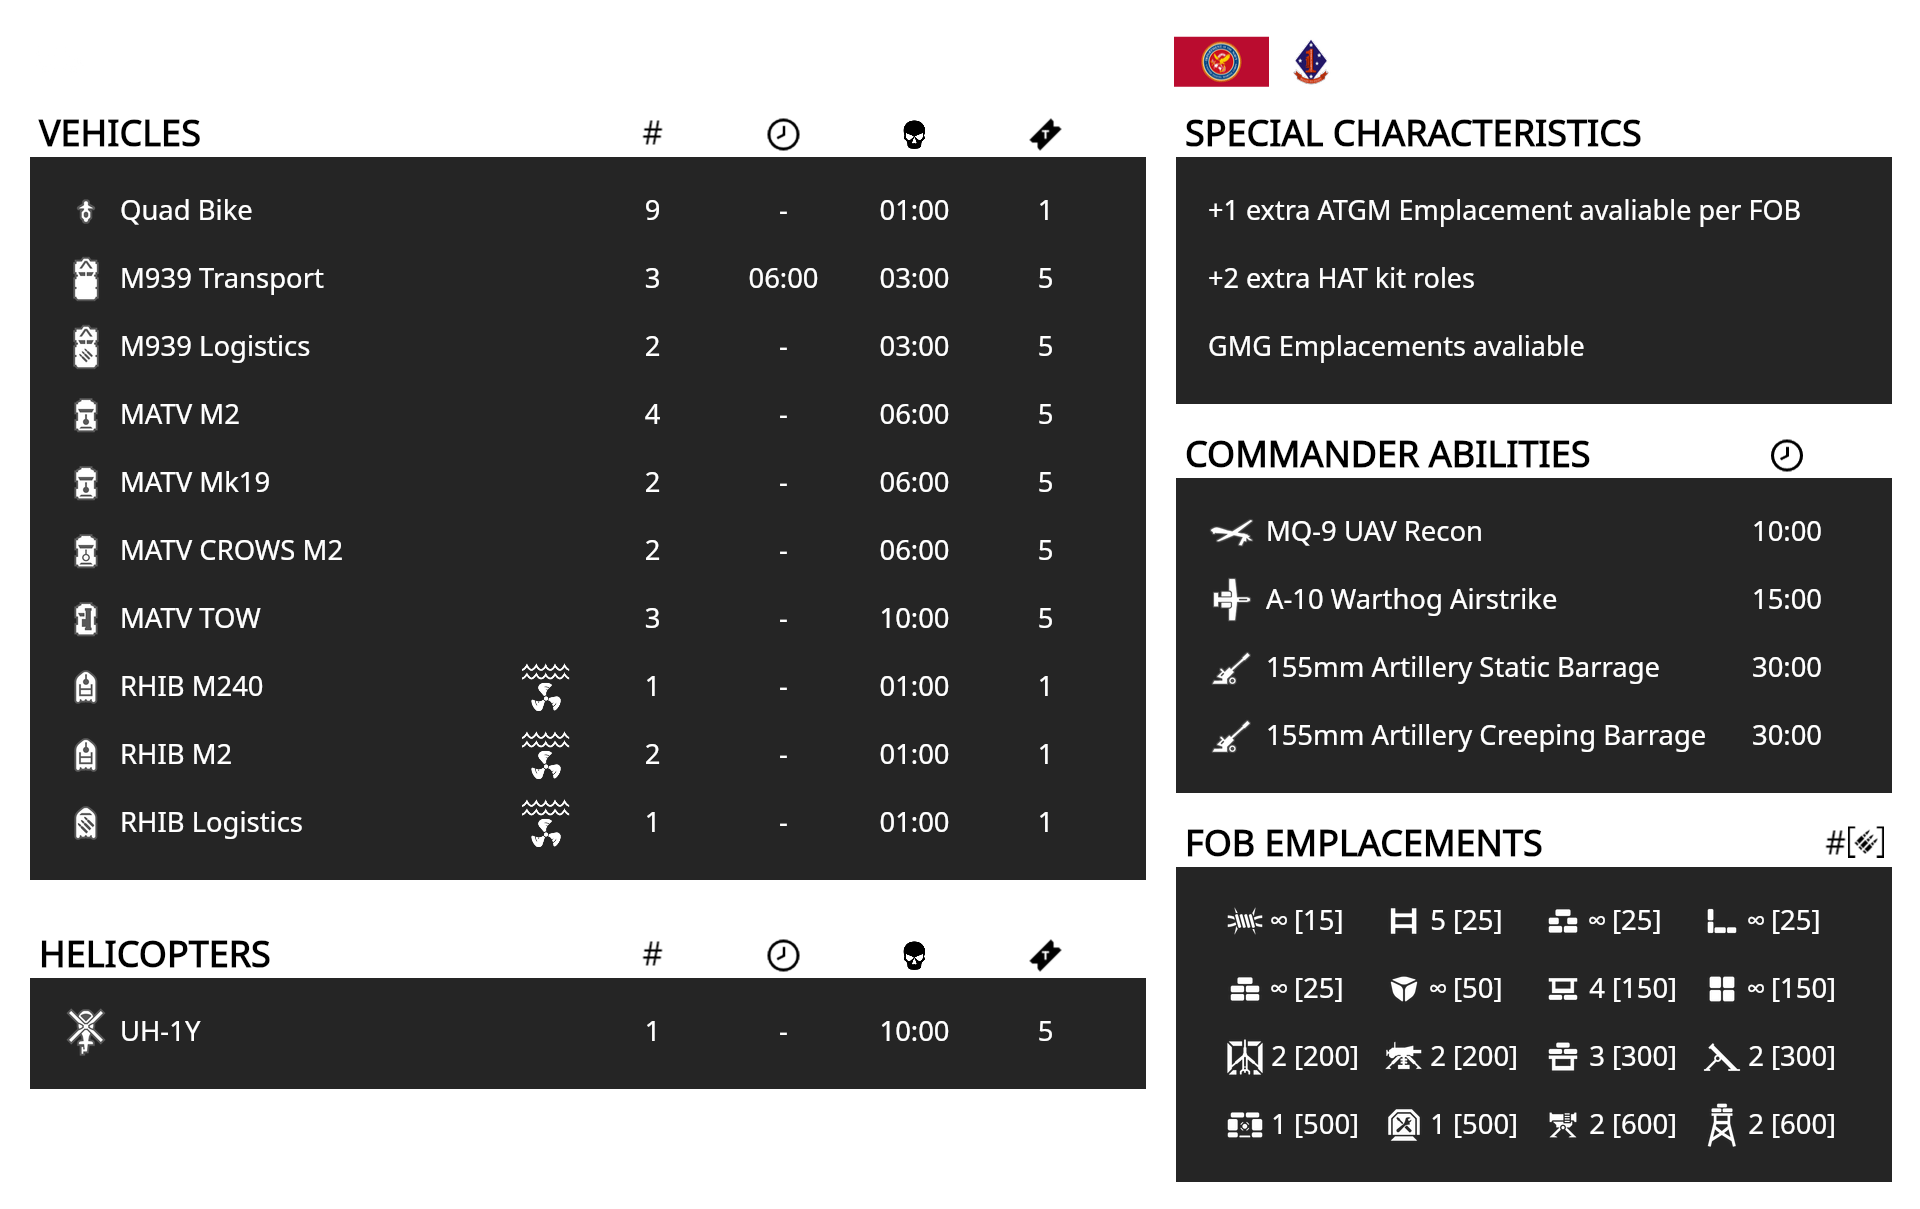 VEHICLES #
Quad Bike 9 - 01:00 1
M939 Transport 3 06:00 03:00 5
M939 Logistics 2 - 03:00 5
MATV M2 4 - 06:00 5
MATV Mk19 2 - 06:00 5
MATV CROWS M2 2 - 06:00 5
MATV TOW 3 - 10:00 5
RHIB M240 1 - 01:00 1
RHIB M2 2 - 01:00 1
RHIB Logistics 1 - 01:00 1
HELICOPTERS #
UH-1Y 1 - 10:00 5
SPECIAL CHARACTERISTICS
+1 extra ATGM Emplacement avaliable per FOB
+2 extra HAT kit roles
GMG Emplacements avaliable
COMMANDER ABILITIES
MQ-9 UAV Recon 10:00
A-10 Warthog Airstrike 15:00
155mm Artillery Static Barrage 30:00
155mm Artillery Creeping Barrage 30:00
FOB EMPLACEMENTS #[]
∞ [15] 5 [25] ∞ [25] ∞ [25]
∞ [25] ∞ [50] 4 [150] ∞ [150]
2 [200] 2 [200] 3 [300] 2 [300]
1 [500] 1 [500] 2 [600] 2 [600]